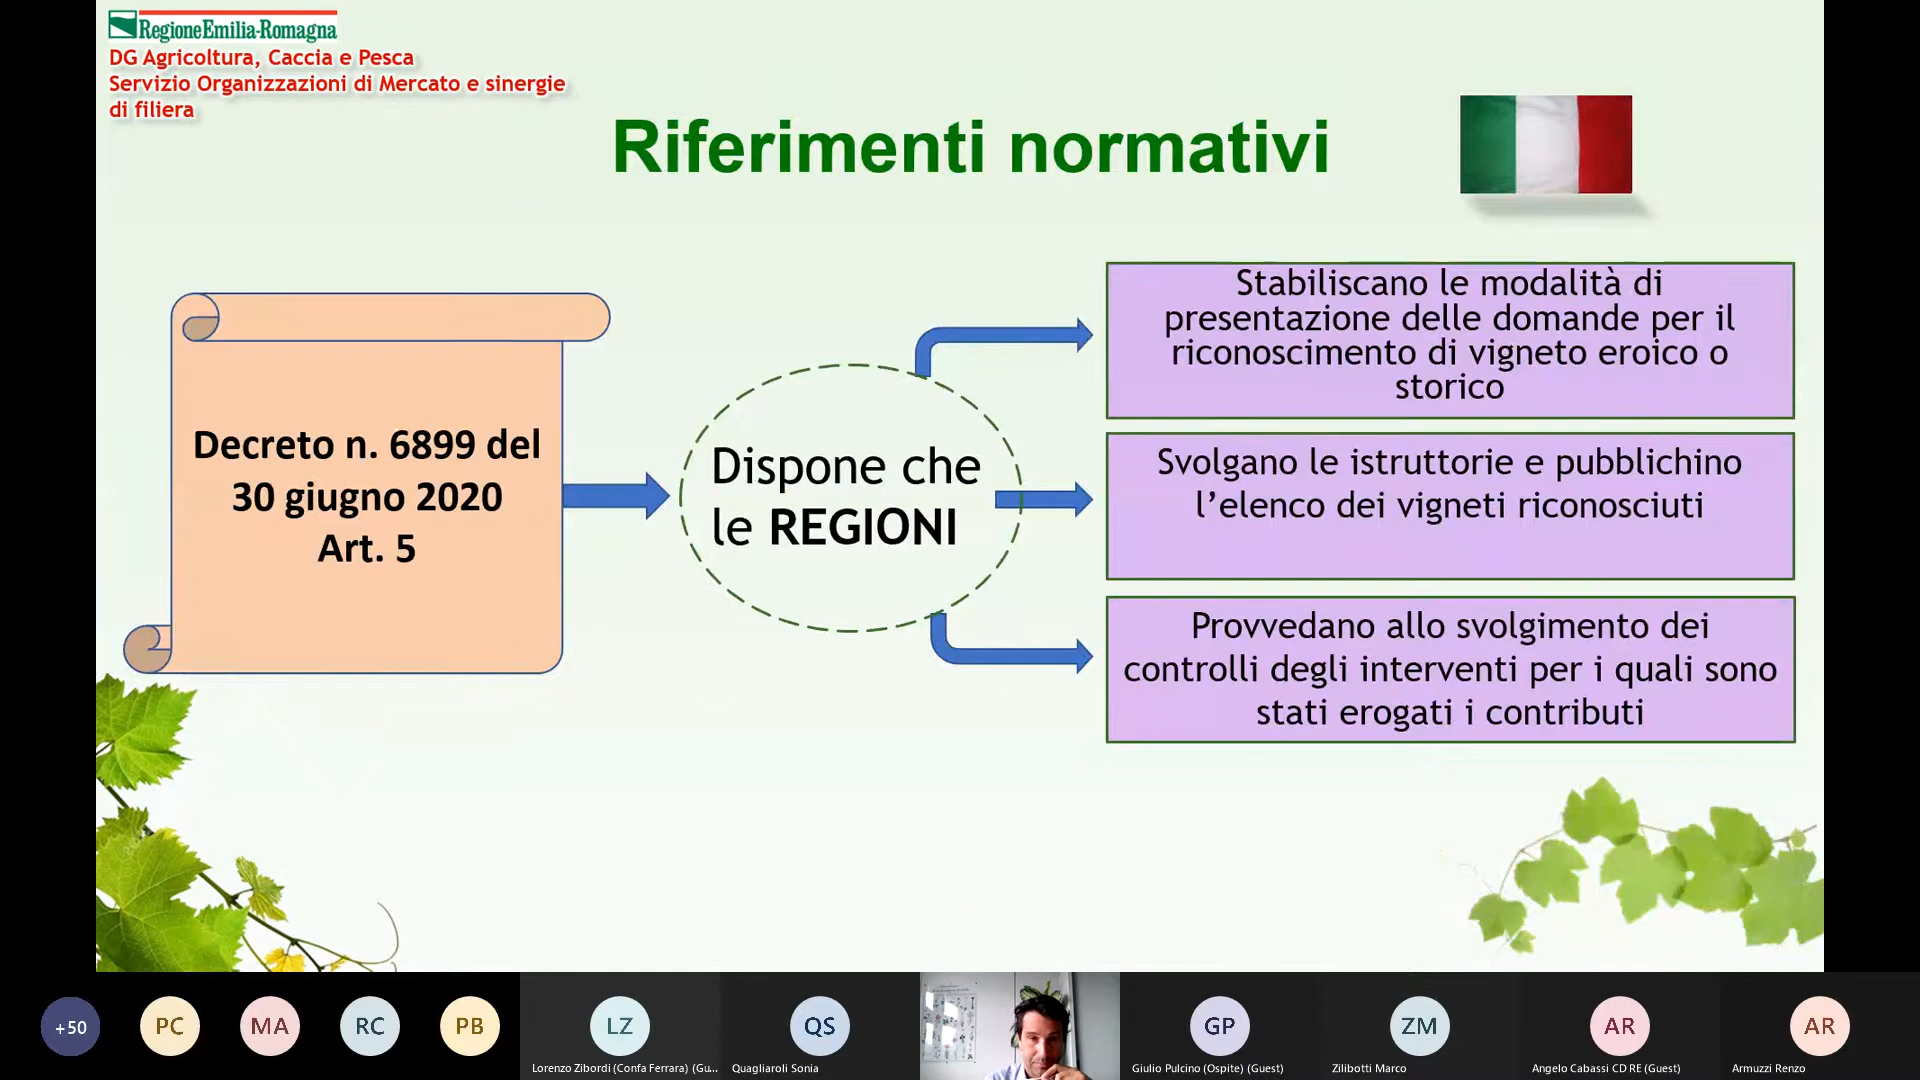 RegioneEmilia-Romagna
DG Agricoltura, Caccia e Pesca
Servizio Organizzazioni di Mercato e sinergie
di filiera
Riferimenti normativi
Decreto n. 6899 del
30 giugno 2020
Art. 5
Dispone che
le REGIONI
Stabiliscano le modalità di
presentazione delle domande per il
riconoscimento di vigneto eroico o
storico
Svolgano le istruttorie e pubblichino
l’elenco dei vigneti riconosciuti
Provvedano allo svolgimento dei
controlli degli interventi per i quali sono
stati erogati i contributi
+50
PC
MA
RC
PB
LZ
Lorenzo Zibordi (Confa Ferrara) (Gu...
QS
Quagliaroli Sonia
GP
Giulio Pulcino (Ospite) (Guest)
ZM
Zilibotti Marco
AR
Angelo Cabassi CD RE (Guest)
AR
Armuzzi Renzo